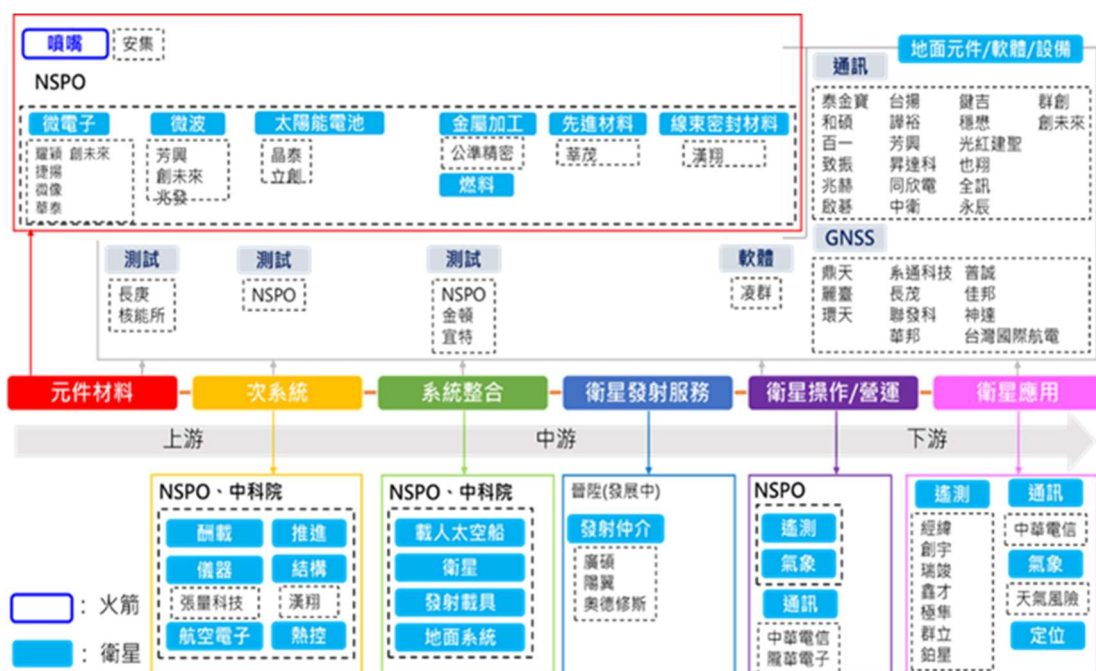 噴嘴
安集
NSPO
微電子
耀穎 創未來
捷揚
微像
華泰
微波
芳興
創未來
兆發
太陽能電池
晶泰
立創
金屬加工
公準精密
燃料
先進材料
莘茂
線束密封材料
漢翔
地面元件/軟體/設備
通訊
泰金寶 台揚 鍵吉 群創
和碩 譁裕 穩懋 創未來
百一 芳興 光紅建聖
致振 昇達科 也翔
兆赫 同欣電 全訊
啟碁 中衛 永辰
GNSS
鼎天 系通科技 普誠
麗臺 長茂 佳邦
環天 聯發科 神達
華邦 台灣國際航電
測試
長庚
核能所
測試
NSPO
測試
NSPO
金頓
宜特
軟體
凌群
元件材料
次系統
系統整合
衛星發射服務
衛星操作/營運
衛星應用
上游
中游
下游
NSPO、中科院
酬載
推進
儀器
結構
張量科技
漢翔
航空電子
熱控
NSPO、中科院
載人太空船
衛星
發射載具
地面系統
晉陞(發展中)
發射仲介
廣碩
陽翼
奧德修斯
NSPO
遙測
氣象
通訊
中華電信
隴華電子
遙測
經緯
創宇
瑞竣
鑫才
極隼
群立
鉑星
通訊
中華電信
氣象
天氣風險
定位
：火箭
：衛星